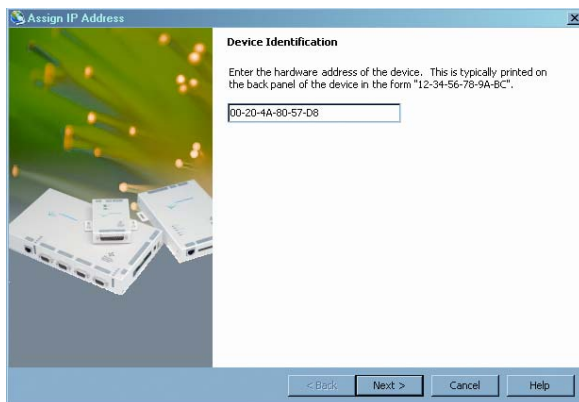 Assign IP Address
Device Identification
Enter the hardware address of the device. This is typically printed on
the back panel of the device in the form "12-34-56-78-9A-BC".
00-20-4A-80-57-D8
< Back
Next >
Cancel
Help